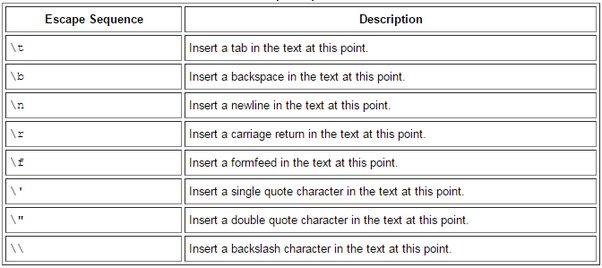 Escape Sequence Description
\t Insert a tab in the text at this point.
\b Insert a backspace in the text at this point.
\n Insert a newline in the text at this point.
\r Insert a carriage return in the text at this point.
\f Insert a formfeed in the text at this point.
\' Insert a single quote character in the text at this point.
\" Insert a double quote character in the text at this point.
\\ Insert a backslash character in the text at this point.